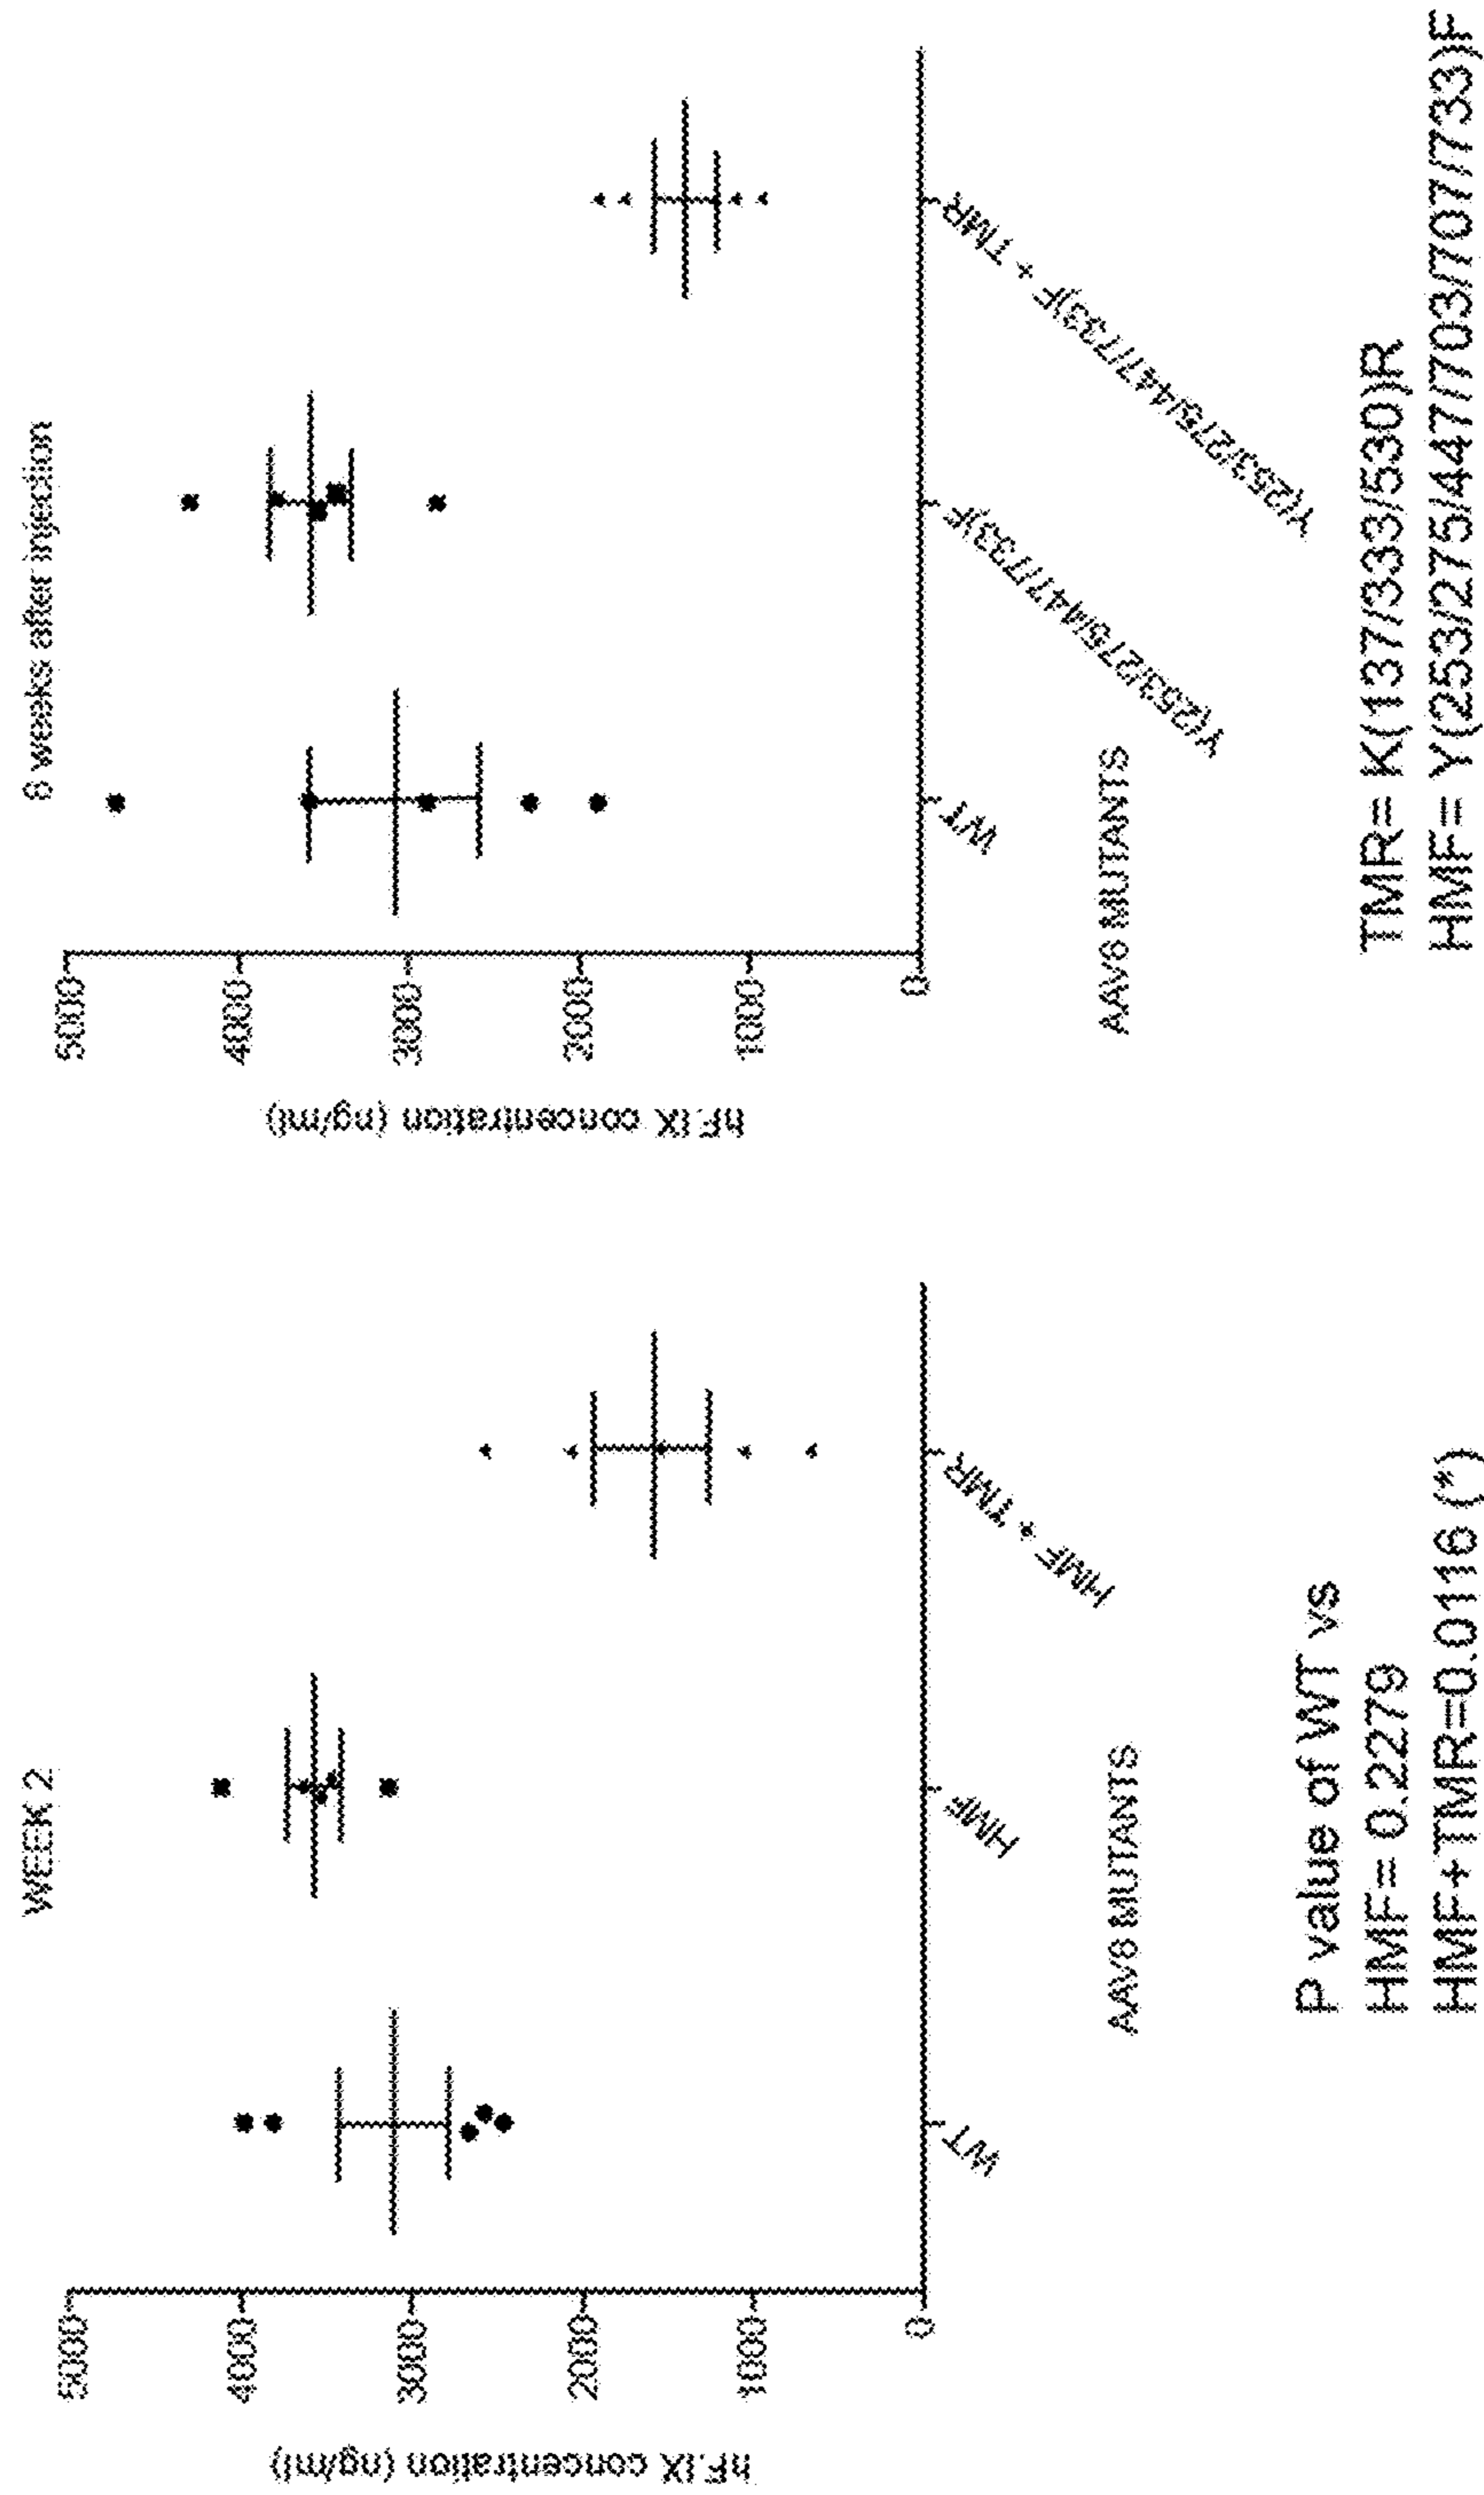 WEEK 2
hF.IX concentration (ng/ml)
5000
4000
3000
2000
1000
0
WT
HMF
HMF + TMR
AAV8 MUTANTS
P value of WT vs
HMF= 0.2279
HMF+TMR=0.0116 (*)
8 weeks after injection
hF.IX concentration (ng/ml)
5000
4000
3000
2000
1000
0
WT
Y(253/275/447/733)F
Y(253/275/447/733)F + TMR
AAV8 MUTANTS
TMR= K(137/333/530)R
HMF= Y(253/275/447/703/707/733)F